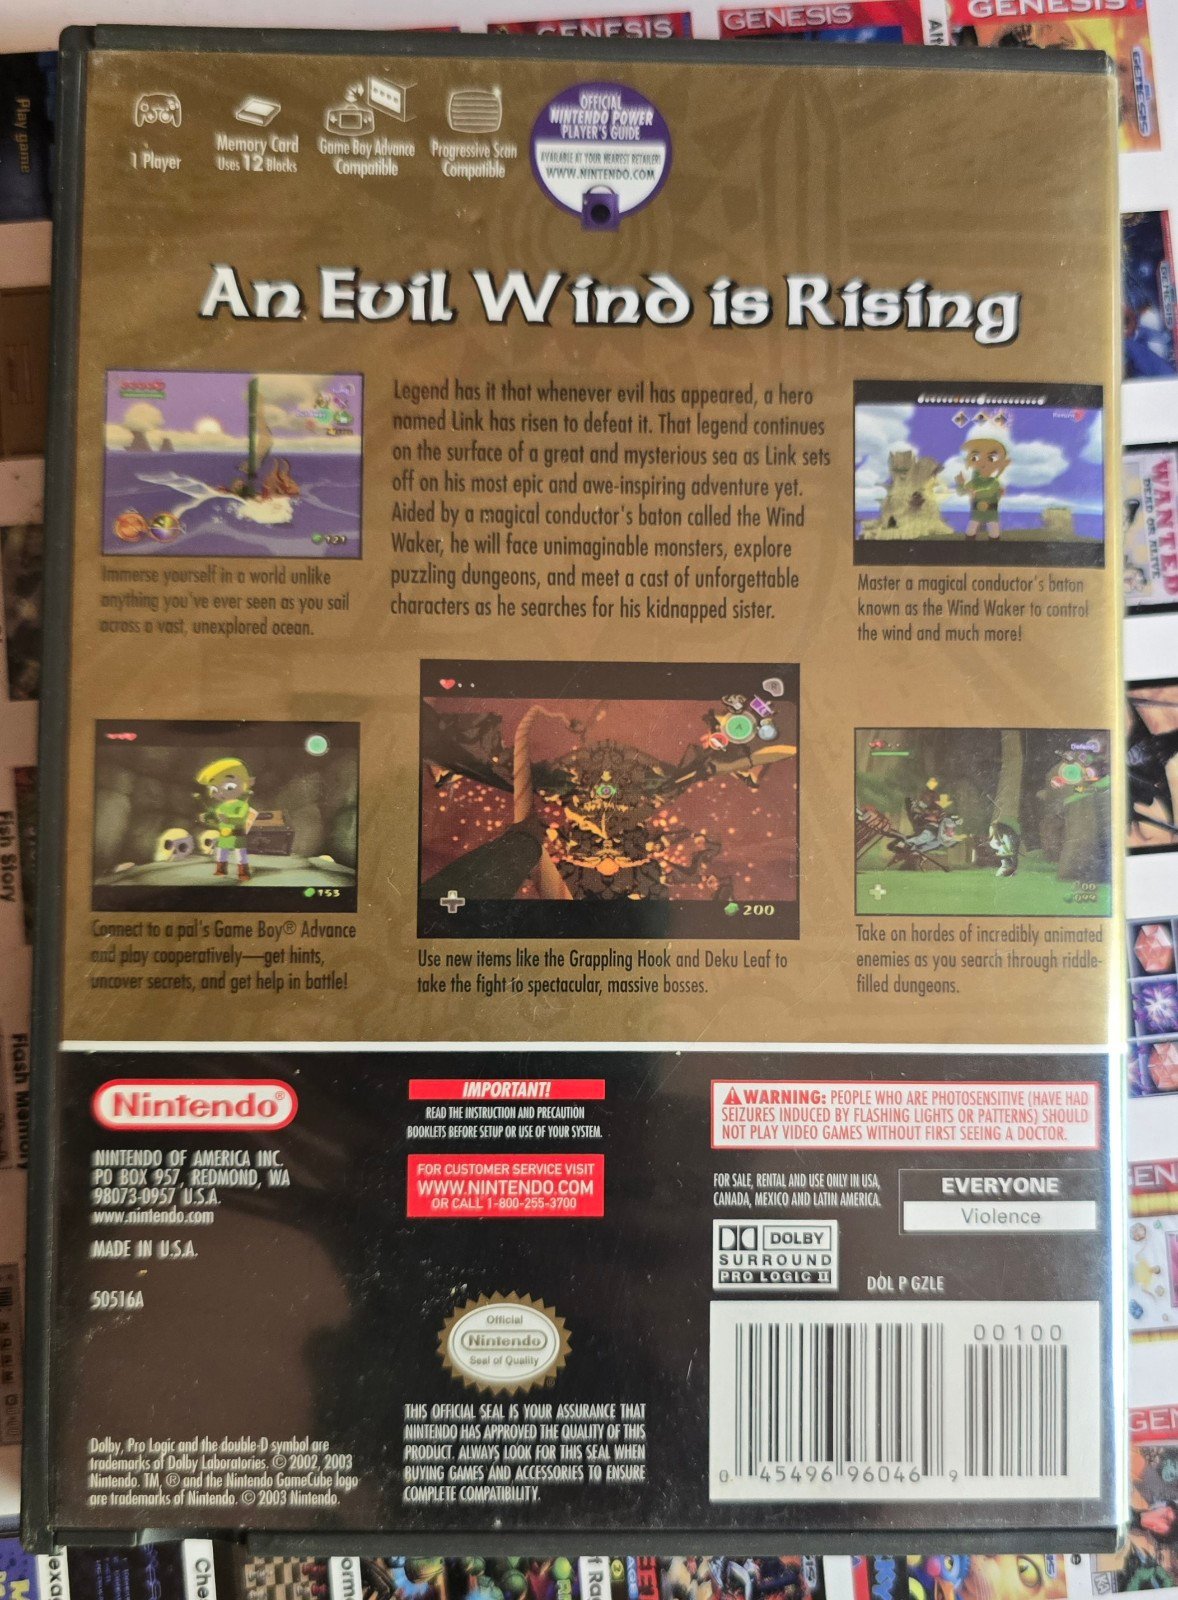 GENESIS
GENESIS
GENESIS
1 Player
Memory Card
Uses 12 Blocks
Game Boy Advance
Compatible
Progressive Scan
Compatible
OFFICIAL
NINTENDO POWER
PLAYER'S GUIDE
AVAILABLE AT YOUR NEAREST RETAILER!
WWW.NINTENDO.COM
An Evil Wind is Rising
Legend has it that whenever evil has appeared, a hero
named Link has risen to defeat it. That legend continues
on the surface of a great and mysterious sea as Link sets
off on his most epic and awe-inspiring adventure yet.
Aided by a magical conductor's baton called the Wind
Waker, he will face unimaginable monsters, explore
puzzling dungeons, and meet a cast of unforgettable
characters as he searches for his kidnapped sister.
121
Immerse yourself in a world unlike
anything you've ever seen as you sail
across a vast, unexplored ocean.
Return
Master a magical conductor's baton
known as the Wind Waker to control
the wind and much more!
153
Connect to a pal's Game Boy® Advance
and play cooperatively—get hints,
uncover secrets, and get help in battle!
R
A
200
Use new items like the Grappling Hook and Deku Leaf to
take the fight to spectacular, massive bosses.
Defend
Take on hordes of incredibly animated
enemies as you search through riddle-
filled dungeons.
Nintendo®
NINTENDO OF AMERICA INC.
PO BOX 957, REDMOND, WA
98073-0957 U.S.A.
www.nintendo.com
MADE IN U.S.A.
50516A
Dolby, Pro Logic and the double-D symbol are
trademarks of Dolby Laboratories. © 2002, 2003
Nintendo. TM, ® and the Nintendo GameCube logo
are trademarks of Nintendo. © 2003 Nintendo.
IMPORTANT!
READ THE INSTRUCTION AND PRECAUTION
BOOKLETS BEFORE SETUP OR USE OF YOUR SYSTEM.
FOR CUSTOMER SERVICE VISIT
WWW.NINTENDO.COM
OR CALL 1-800-255-3700
Official
Nintendo
Seal of Quality
THIS OFFICIAL SEAL IS YOUR ASSURANCE THAT
NINTENDO HAS APPROVED THE QUALITY OF THIS
PRODUCT. ALWAYS LOOK FOR THIS SEAL WHEN
BUYING GAMES AND ACCESSORIES TO ENSURE
COMPLETE COMPATIBILITY.
WARNING: PEOPLE WHO ARE PHOTOSENSITIVE (HAVE HAD
SEIZURES INDUCED BY FLASHING LIGHTS OR PATTERNS) SHOULD
NOT PLAY VIDEO GAMES WITHOUT FIRST SEEING A DOCTOR.
FOR SALE, RENTAL AND USE ONLY IN USA,
CANADA, MEXICO AND LATIN AMERICA.
EVERYONE
Violence
DOLBY
SURROUND
PRO LOGIC II
DOL P GZLE
00100
0 45496 96046 9
Play game
Fish Story
Flash Memory
WANTED
DEAD OR ALIVE
GENESIS